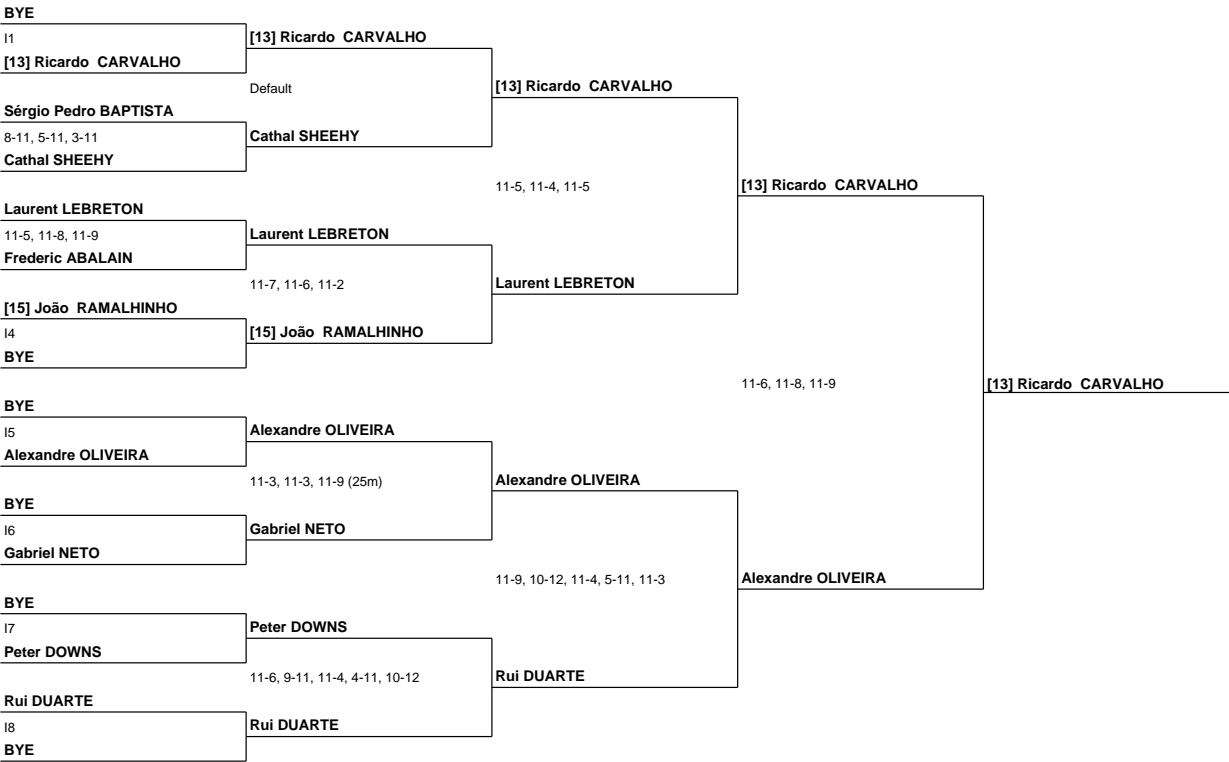 BYE
I1
[13] Ricardo  CARVALHO
[13] Ricardo  CARVALHO
Default
Sérgio Pedro BAPTISTA
8-11, 5-11, 3-11
Cathal SHEEHY
Cathal SHEEHY
[13] Ricardo  CARVALHO
11-5, 11-4, 11-5
Laurent LEBRETON
11-5, 11-8, 11-9
Frederic ABALAIN
Laurent LEBRETON
11-7, 11-6, 11-2
[15] João  RAMALHINHO
I4
BYE
[15] João  RAMALHINHO
Laurent LEBRETON
[13] Ricardo  CARVALHO
11-6, 11-8, 11-9
[13] Ricardo  CARVALHO
BYE
I5
Alexandre OLIVEIRA
Alexandre OLIVEIRA
11-3, 11-3, 11-9 (25m)
BYE
I6
Gabriel NETO
Gabriel NETO
Alexandre OLIVEIRA
11-9, 10-12, 11-4, 5-11, 11-3
Alexandre OLIVEIRA
BYE
I7
Peter DOWNS
Peter DOWNS
11-6, 9-11, 11-4, 4-11, 10-12
Rui DUARTE
I8
BYE
Rui DUARTE
Rui DUARTE